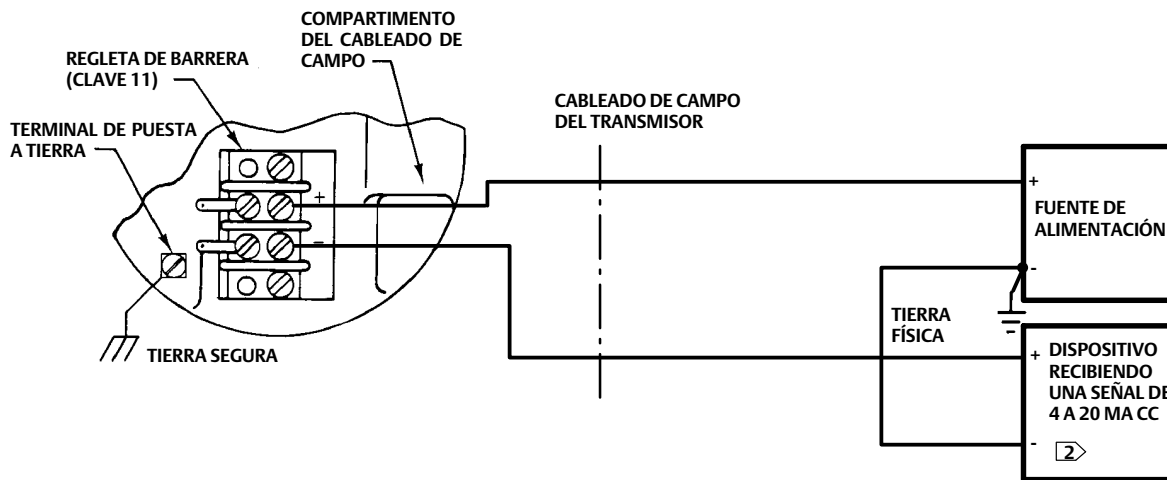 COMPARTIMENTO
DEL CABLEADO DE
CAMPO
REGLETA DE BARRERA
(CLAVE 11)
TERMINAL DE PUESTA
A TIERRA
CABLEADO DE CAMPO
DEL TRANSMISOR
+
-
TIERRA SEGURA
+
FUENTE DE
ALIMENTACIÓN
-
TIERRA
FÍSICA
+
DISPOSITIVO
RECIBIENDO
UNA SEÑAL DE
4 A 20 MA CC
-
2